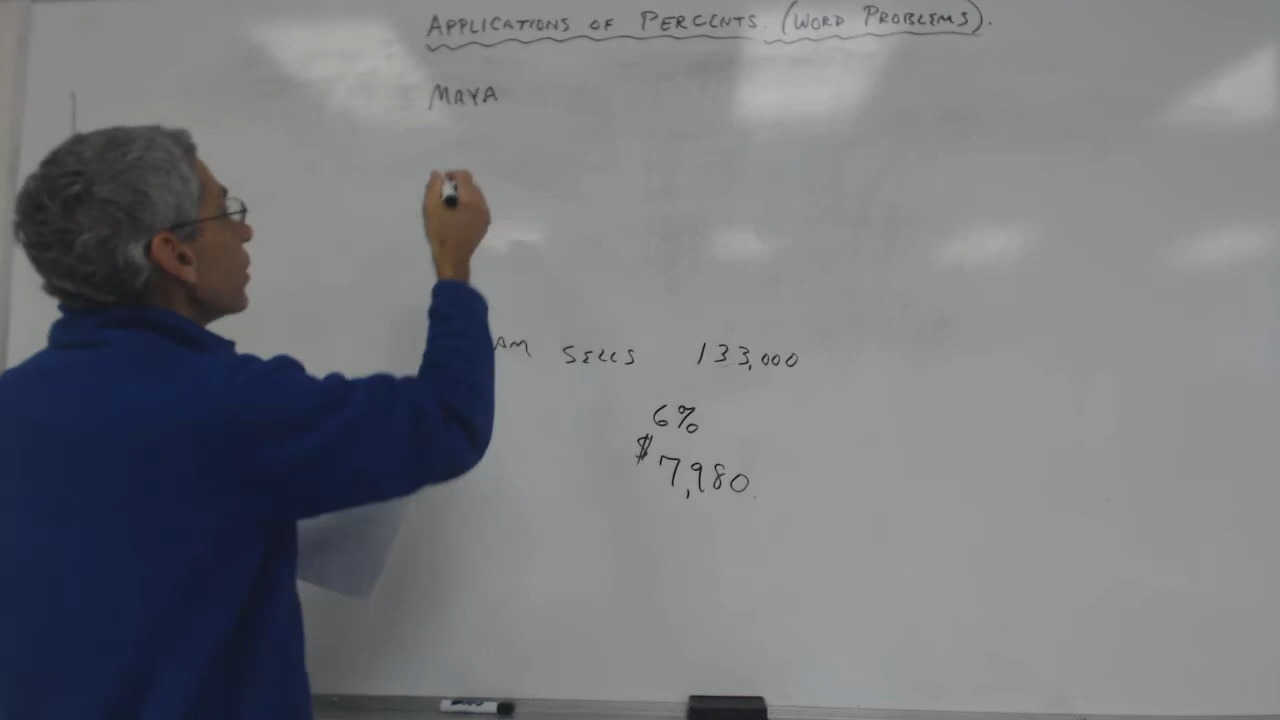 APPLICATIONS OF PERCENTS. (WORD PROBLEMS).
MAYA
AM SELLS 133,000
6%
$7,980.